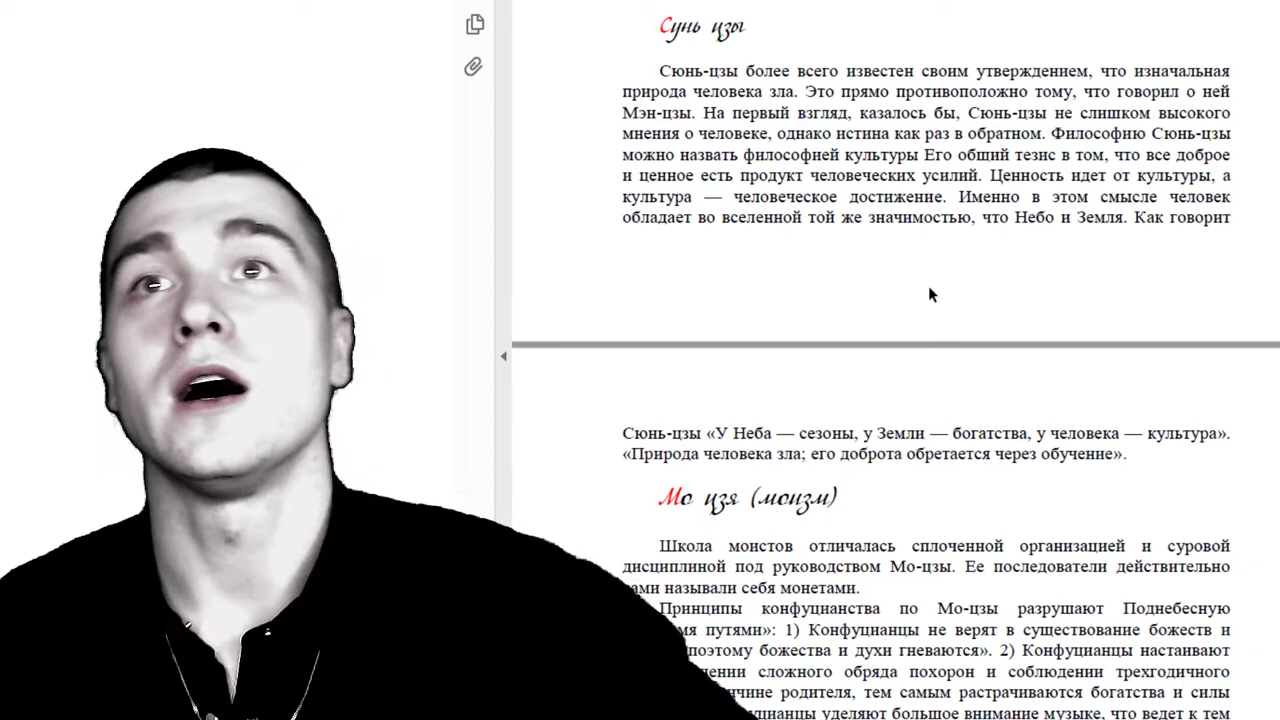 Сунь цзы
Сюнь-цзы более всего известен своим утверждением, что изначальная
природа человека зла. Это прямо противоположно тому, что говорил о ней
Мэн-цзы. На первый взгляд, казалось бы, Сюнь-цзы не слишком высокого
мнения о человеке, однако истина как раз в обратном. Философию Сюнь-цзы
можно назвать философией культуры Его общий тезис в том, что все доброе
и ценное есть продукт человеческих усилий. Ценность идет от культуры, а
культура — человеческое достижение. Именно в этом смысле человек
обладает во вселенной той же значимостью, что Небо и Земля. Как говорит
Сюнь-цзы «У Неба — сезоны, у Земли — богатства, у человека — культура».
«Природа человека зла; его доброта обретается через обучение».
Мо цзя (моизм)
Школа моистов отличалась сплоченной организацией и суровой
дисциплиной под руководством Мо-цзы. Ее последователи действительно
называли себя монетами.
Принципы конфуцианства по Мо-цзы разрушают Поднебесную
путями»: 1) Конфуцианцы не верят в существование божеств и
поэтому божества и духи гневаются». 2) Конфуцианцы настаивают
сложного обряда похорон и соблюдении трехгодичного
родителя, тем самым растрачиваются богатства и силы
уделяют большое внимание музыке, что ведет к тем